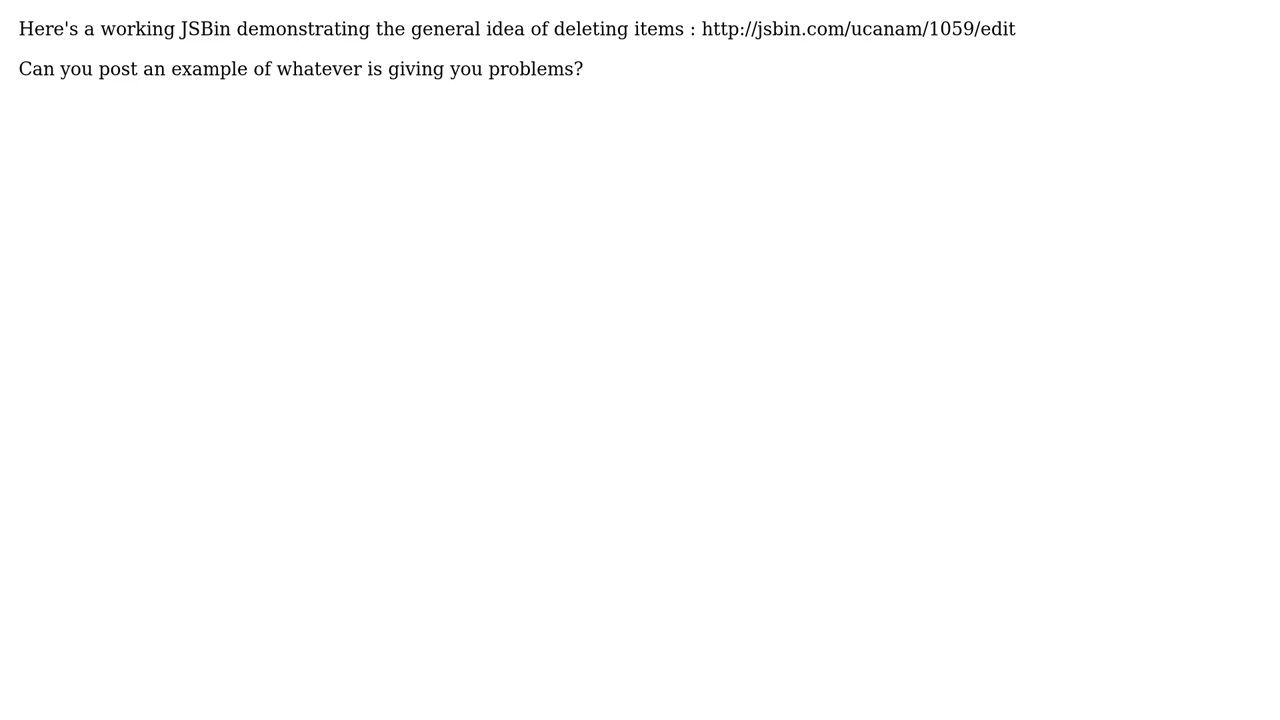 Here's a working JSBin demonstrating the general idea of deleting items : http://jsbin.com/ucanam/1059/edit
Can you post an example of whatever is giving you problems?